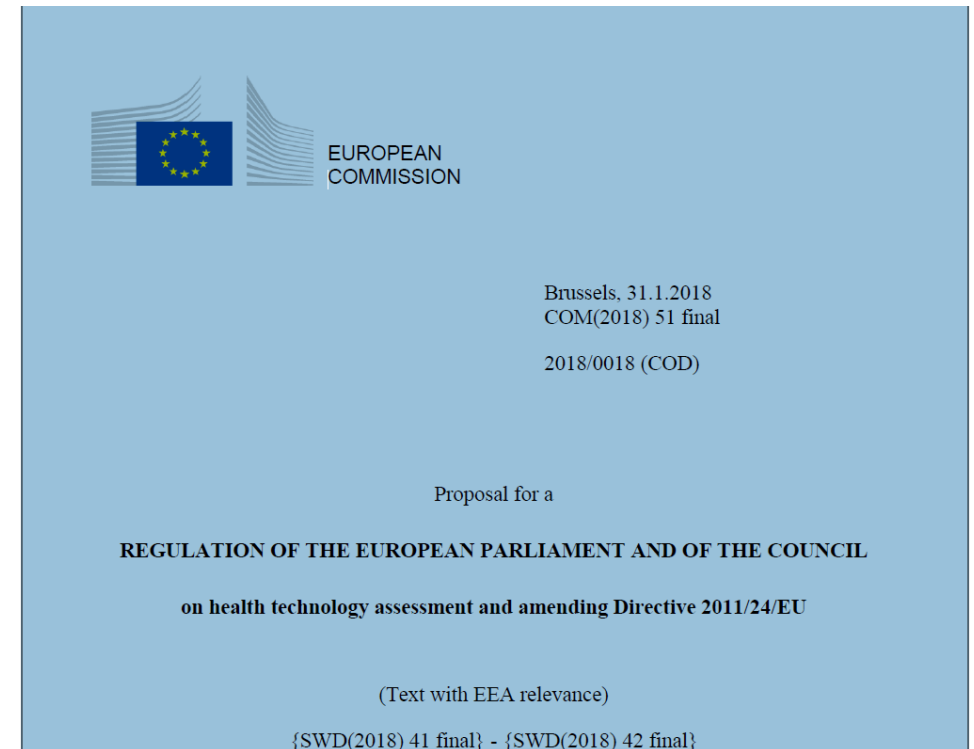 EUROPEAN
COMMISSION
Brussels, 31.1.2018
COM(2018) 51 final
2018/0018 (COD)
Proposal for a
REGULATION OF THE EUROPEAN PARLIAMENT AND OF THE COUNCIL
on health technology assessment and amending Directive 2011/24/EU
(Text with EEA relevance)
{SWD(2018) 41 final} - {SWD(2018) 42 final}